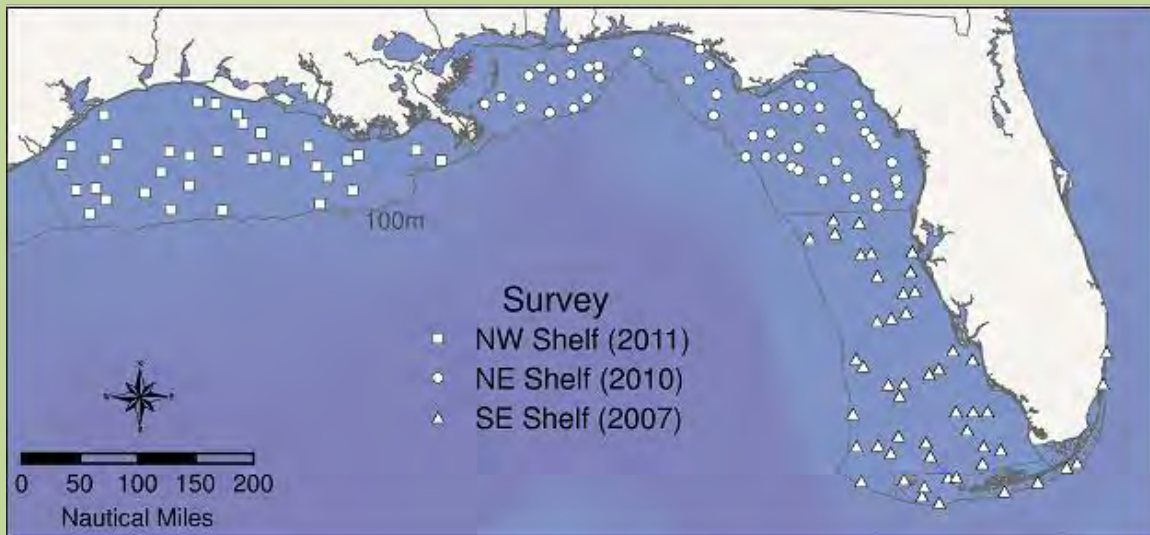 100m
Survey
NW Shelf (2011)
NE Shelf (2010)
SE Shelf (2007)
N
W
E
S
0 50 100 150 200
Nautical Miles